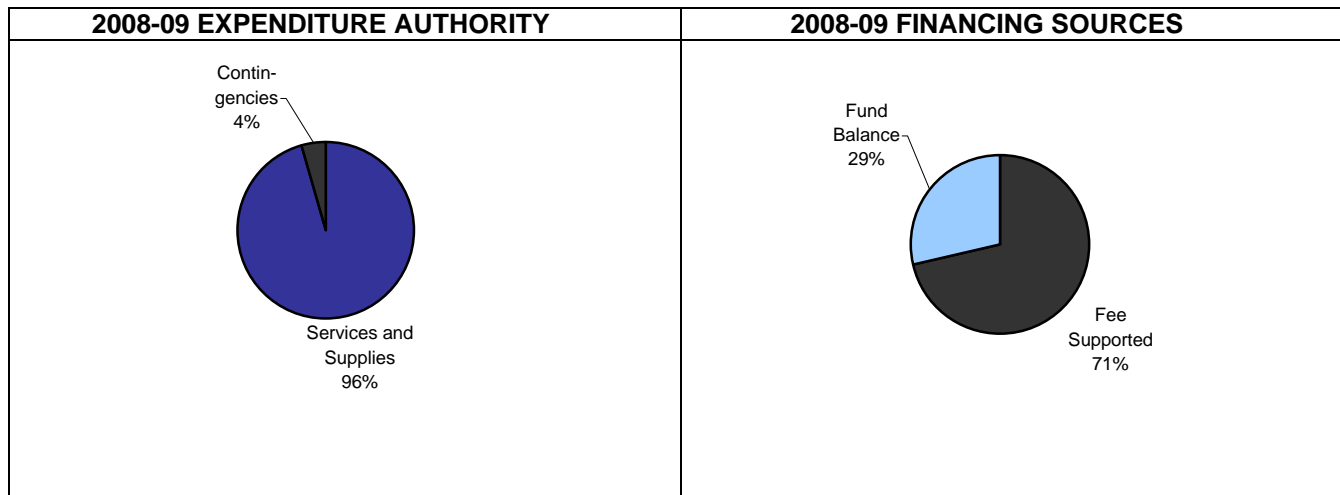 2008-09 EXPENDITURE AUTHORITY
2008-09 FINANCING SOURCES
Contin-
gencies
4%
Services and
Supplies
96%
Fund
Balance
29%
Fee
Supported
71%